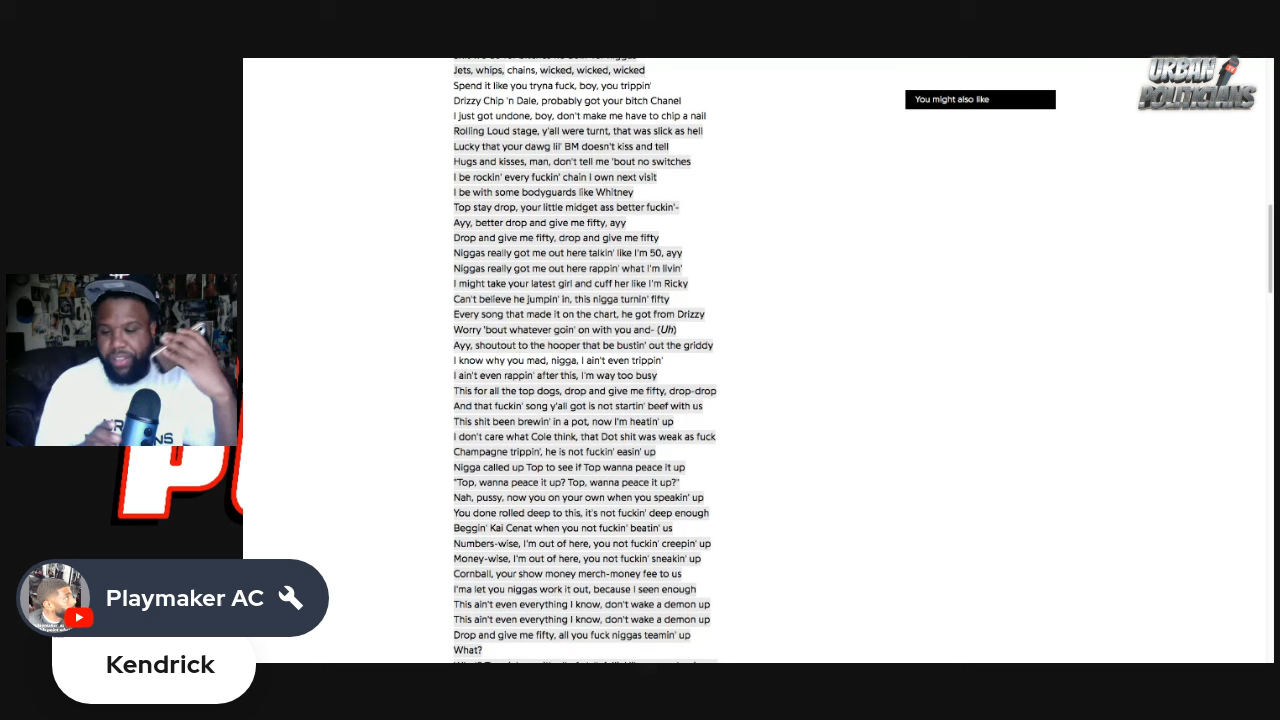 Jets, whips, chains, wicked, wicked, wicked
Spend it like you tryna fuck, boy, you trippin'
Drizzy Chip 'n Dale, probably got your bitch Chanel
I just got undone, boy, don't make me have to chip a nail
Rolling Loud stage, y'all were turnt, that was slick as hell
Lucky that your dawg lil' BM doesn't kiss and tell
Hugs and kisses, man, don't tell me 'bout no switches
I be rockin' every fuckin' chain I own next visit
I be with some bodyguards like Whitney
Top stay drop, your little midget ass better fuckin'-
Ayy, better drop and give me fifty, ayy
Drop and give me fifty, drop and give me fifty
Niggas really got me out here talkin' like I'm 50, ayy
Niggas really got me out here rappin' what I'm livin'
I might take your latest girl and cuff her like I'm Ricky
Can't believe he jumpin' in, this nigga turnin' fifty
Every song that made it on the chart, he got from Drizzy
Worry 'bout whatever goin' on with you and- (Uh)
Ayy, shoutout to the hooper that be bustin' out the griddy
I know why you mad, nigga, I ain't even trippin'
I ain't even rappin' after this, I'm way too busy
This for all the top dogs, drop and give me fifty, drop-drop
And that fuckin' song y'all got is not startin' beef with us
This shit been brewin' in a pot, now I'm heatin' up
I don't care what Cole think, that Dot shit was weak as fuck
Champagne trippin', he is not fuckin' easin' up
Nigga called up Top to see if Top wanna peace it up
"Top, wanna peace it up? Top, wanna peace it up?"
Nah, pussy, now you on your own when you speakin' up
You done rolled deep to this, it's not fuckin' deep enough
Beggin' Kai Cenat when you not fuckin' beatin' us
Numbers-wise, I'm out of here, you not fuckin' creepin' up
Money-wise, I'm out of here, you not fuckin' sneakin' up
Cornball, your show money merch-money fee to us
I'ma let you niggas work it out, because I seen enough
This ain't even everything I know, don't wake a demon up
This ain't even everything I know, don't wake a demon up
Drop and give me fifty, all you fuck niggas teamin' up
What?
You might also like
URBAN
POLITICIANS
Playmaker AC
Kendrick